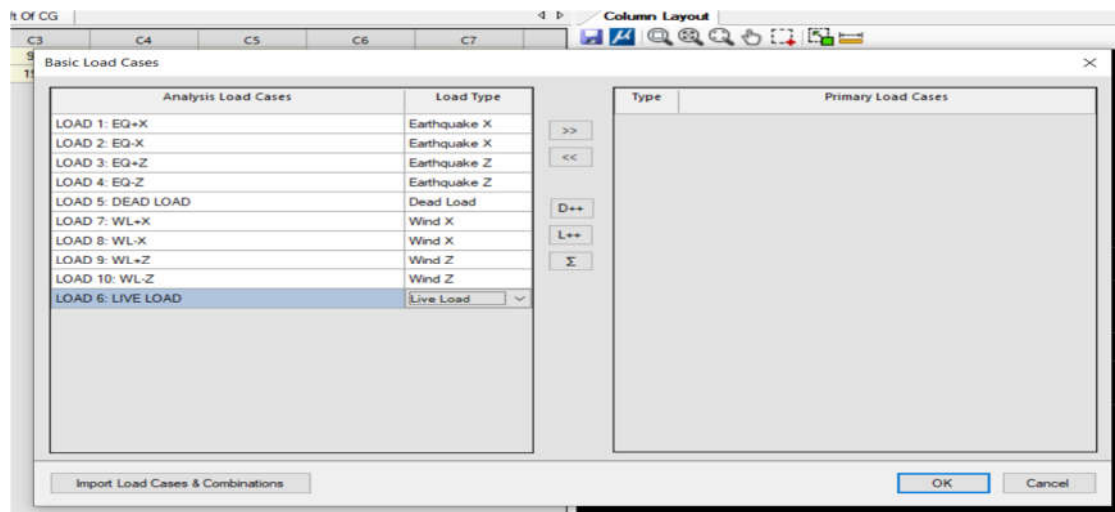 ft Of CG
Column Layout
C3 C4 C5 C6 C7
9
15
Basic Load Cases
Analysis Load Cases Load Type
Type Primary Load Cases
LOAD 1: EQ+X Earthquake X
LOAD 2: EQ-X Earthquake X
LOAD 3: EQ+Z Earthquake Z
LOAD 4: EQ-Z Earthquake Z
LOAD 5: DEAD LOAD Dead Load
LOAD 7: WL+X Wind X
LOAD 8: WL-X Wind X
LOAD 9: WL+Z Wind Z
LOAD 10: WL-Z Wind Z
LOAD 6: LIVE LOAD Live Load
>>
<<
D++
L++
Σ
Import Load Cases & Combinations
OK Cancel